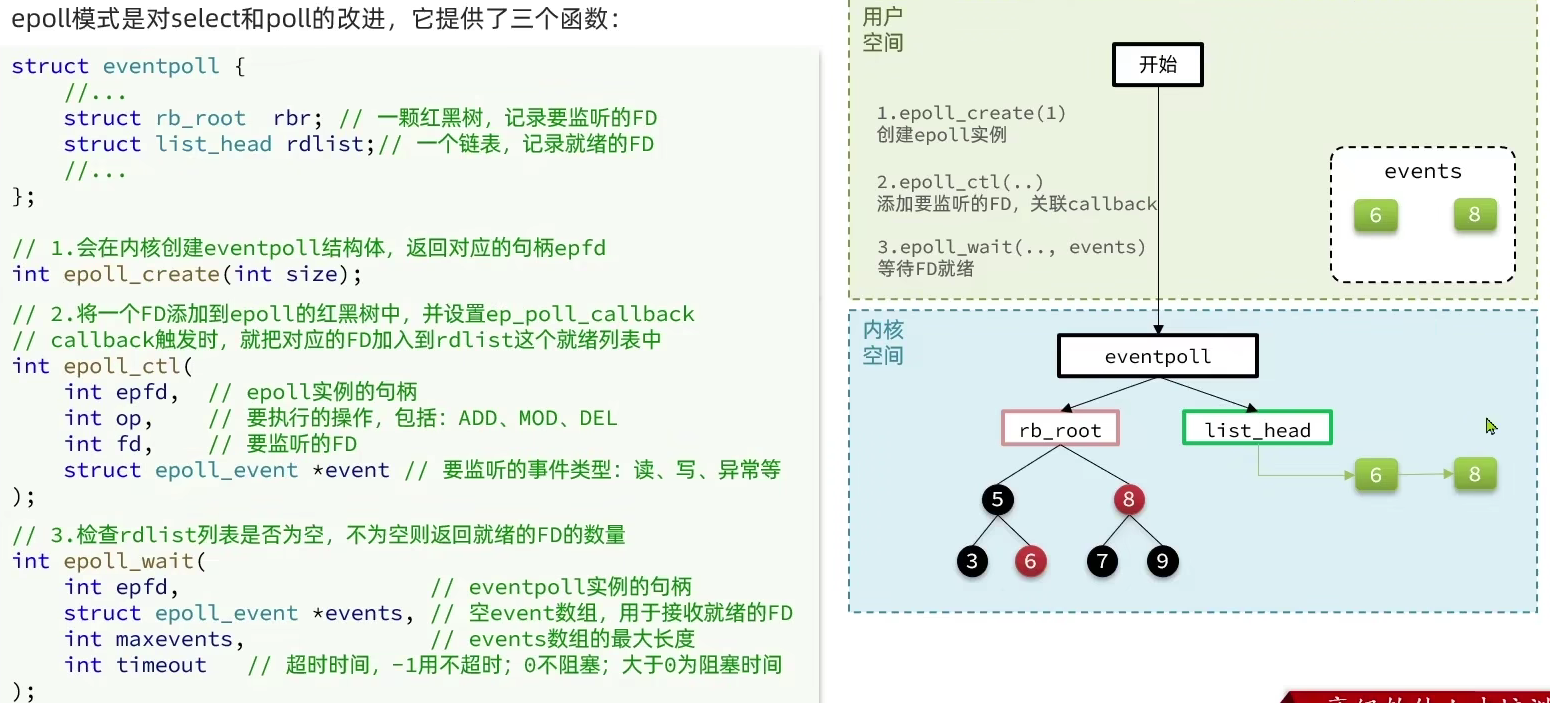 epoll模式是对select和poll的改进，它提供了三个函数：
struct eventpoll {
//...
struct rb_root  rbr; // 一颗红黑树，记录要监听的FD
struct list_head rdlist;// 一个链表，记录就绪的FD
//...
};
// 1.会在内核创建eventpoll结构体，返回对应的句柄epfd
int epoll_create(int size);
// 2.将一个FD添加到epoll的红黑树中，并设置ep_poll_callback
// callback触发时，就把对应的FD加入到rdlist这个就绪列表中
int epoll_ctl(
int epfd,  // epoll实例的句柄
int op,    // 要执行的操作，包括：ADD、MOD、DEL
int fd,    // 要监听的FD
struct epoll_event *event // 要监听的事件类型：读、写、异常等
);
// 3.检查rdlist列表是否为空，不为空则返回就绪的FD的数量
int epoll_wait(
int epfd,                   // eventpoll实例的句柄
struct epoll_event *events, // 空event数组，用于接收就绪的FD
int maxevents,              // events数组的最大长度
int timeout   // 超时时间，-1用不超时；0不阻塞；大于0为阻塞时间
);
用户
空间
开始
1.epoll_create(1)
创建epoll实例
2.epoll_ctl(..)
添加要监听的FD，关联callback
3.epoll_wait(.., events)
等待FD就绪
events
6 8
内核
空间
eventpoll
rb_root list_head
6 8
5 8
3 6 7 9